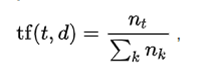 tf(t, d) = n_t / ∑_k n_k ,